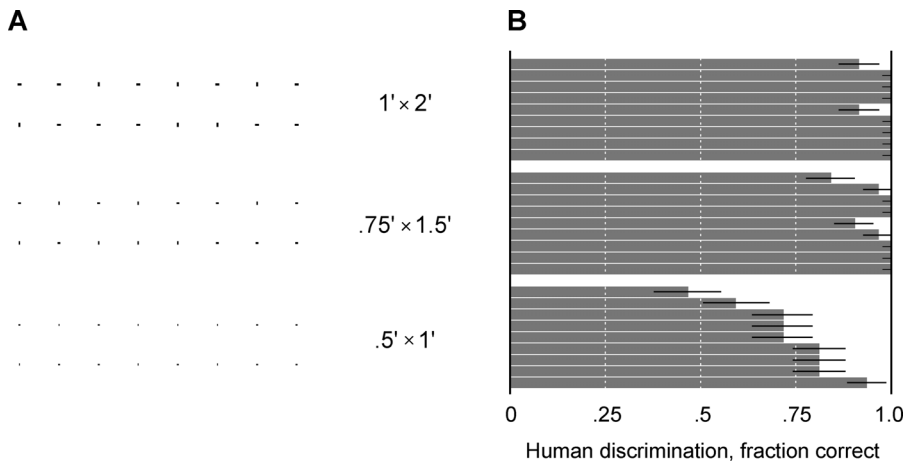 A
B
1' × 2'
.75' × 1.5'
.5' × 1'
0 .25 .5 .75 1.0
Human discrimination, fraction correct